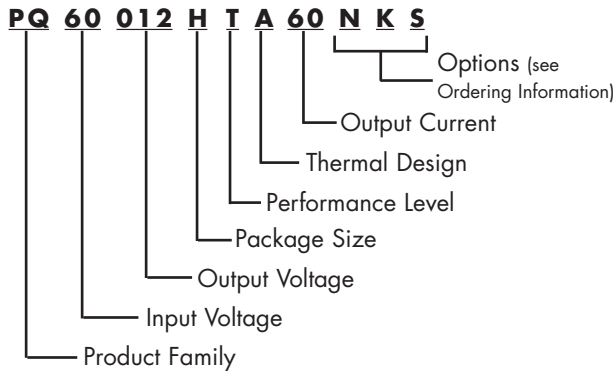 PQ 60 012 H T A 60 N K S
Options (see
Ordering Information)
Output Current
Thermal Design
Performance Level
Package Size
Output Voltage
Input Voltage
Product Family